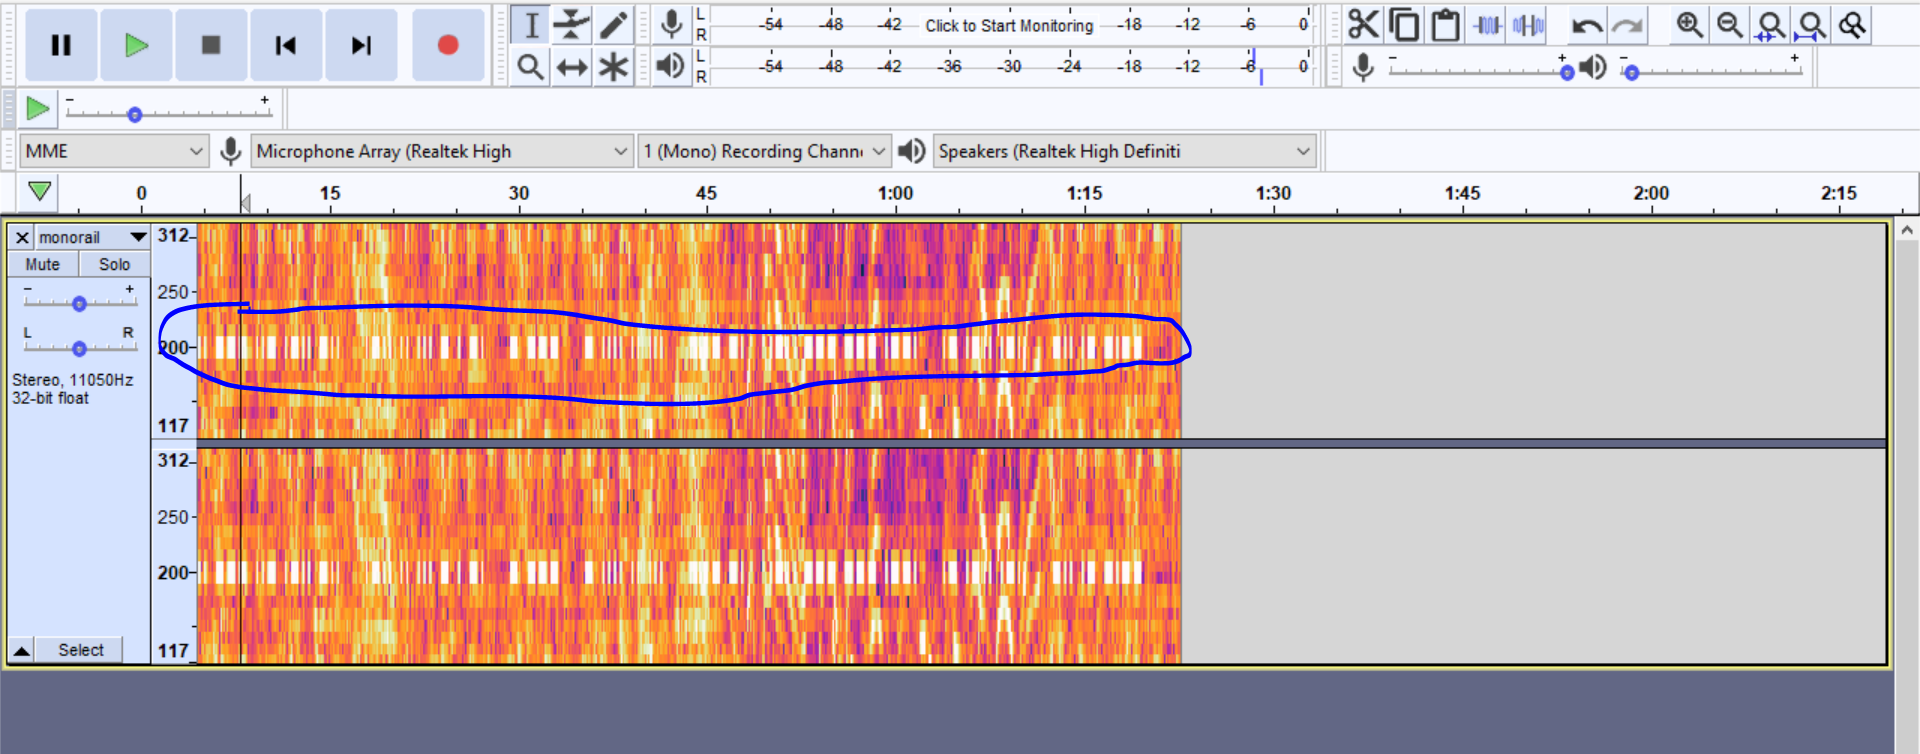 L
R
-54 -48 -42 Click to Start Monitoring -18 -12 -6 0
L
R
-54 -48 -42 -36 -30 -24 -18 -12 -6 0
- +
- +
- +
MME
Microphone Array (Realtek High
1 (Mono) Recording Chann
Speakers (Realtek High Definiti
0 15 30 45 1:00 1:15 1:30 1:45 2:00 2:15
monorail
Mute Solo
- +
L R
Stereo, 11050Hz
32-bit float
Select
312
250
200
117
312
250
200
117